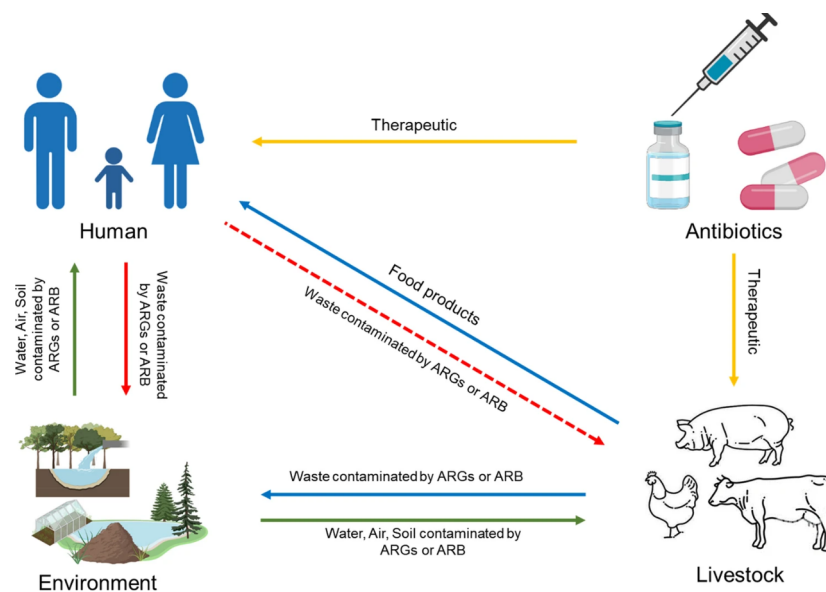 Therapeutic
Human
Antibiotics
Food products
Waste contaminated by ARGs or ARB
Therapeutic
Water, Air, Soil
contaminated by
ARGs or ARB
Waste contaminated
by ARGs or ARB
Waste contaminated by ARGs or ARB
Water, Air, Soil contaminated by
ARGs or ARB
Environment
Livestock